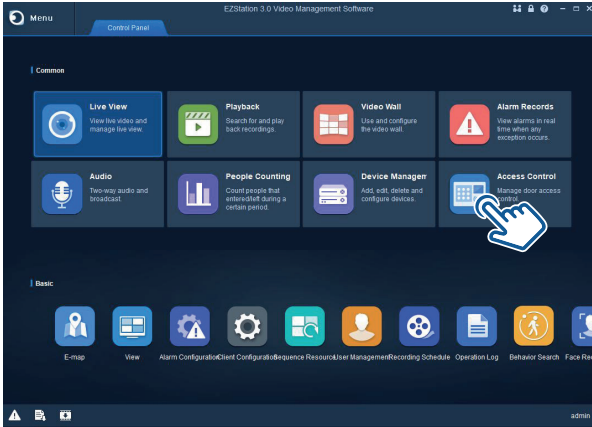 EZStation 3.0 Video Management Software
Menu
Control Panel
Common
Live View
View live video and
manage live view.
Playback
Search for and play
back recordings.
Video Wall
Use and configure
the video wall.
Alarm Records
View alarms in real
time when any
exception occurs.
Audio
Two-way audio and
broadcast.
People Counting
Count people that
entered/left during a
certain period.
Device Managem
Add, edit, delete and
configure devices.
Access Control
Manage door access
control.
Basic
E-map
View
Alarm Configuration
Client Configuration
Sequence Resource
User Management
Recording Schedule
Operation Log
Behavior Search
Face Rec
admin